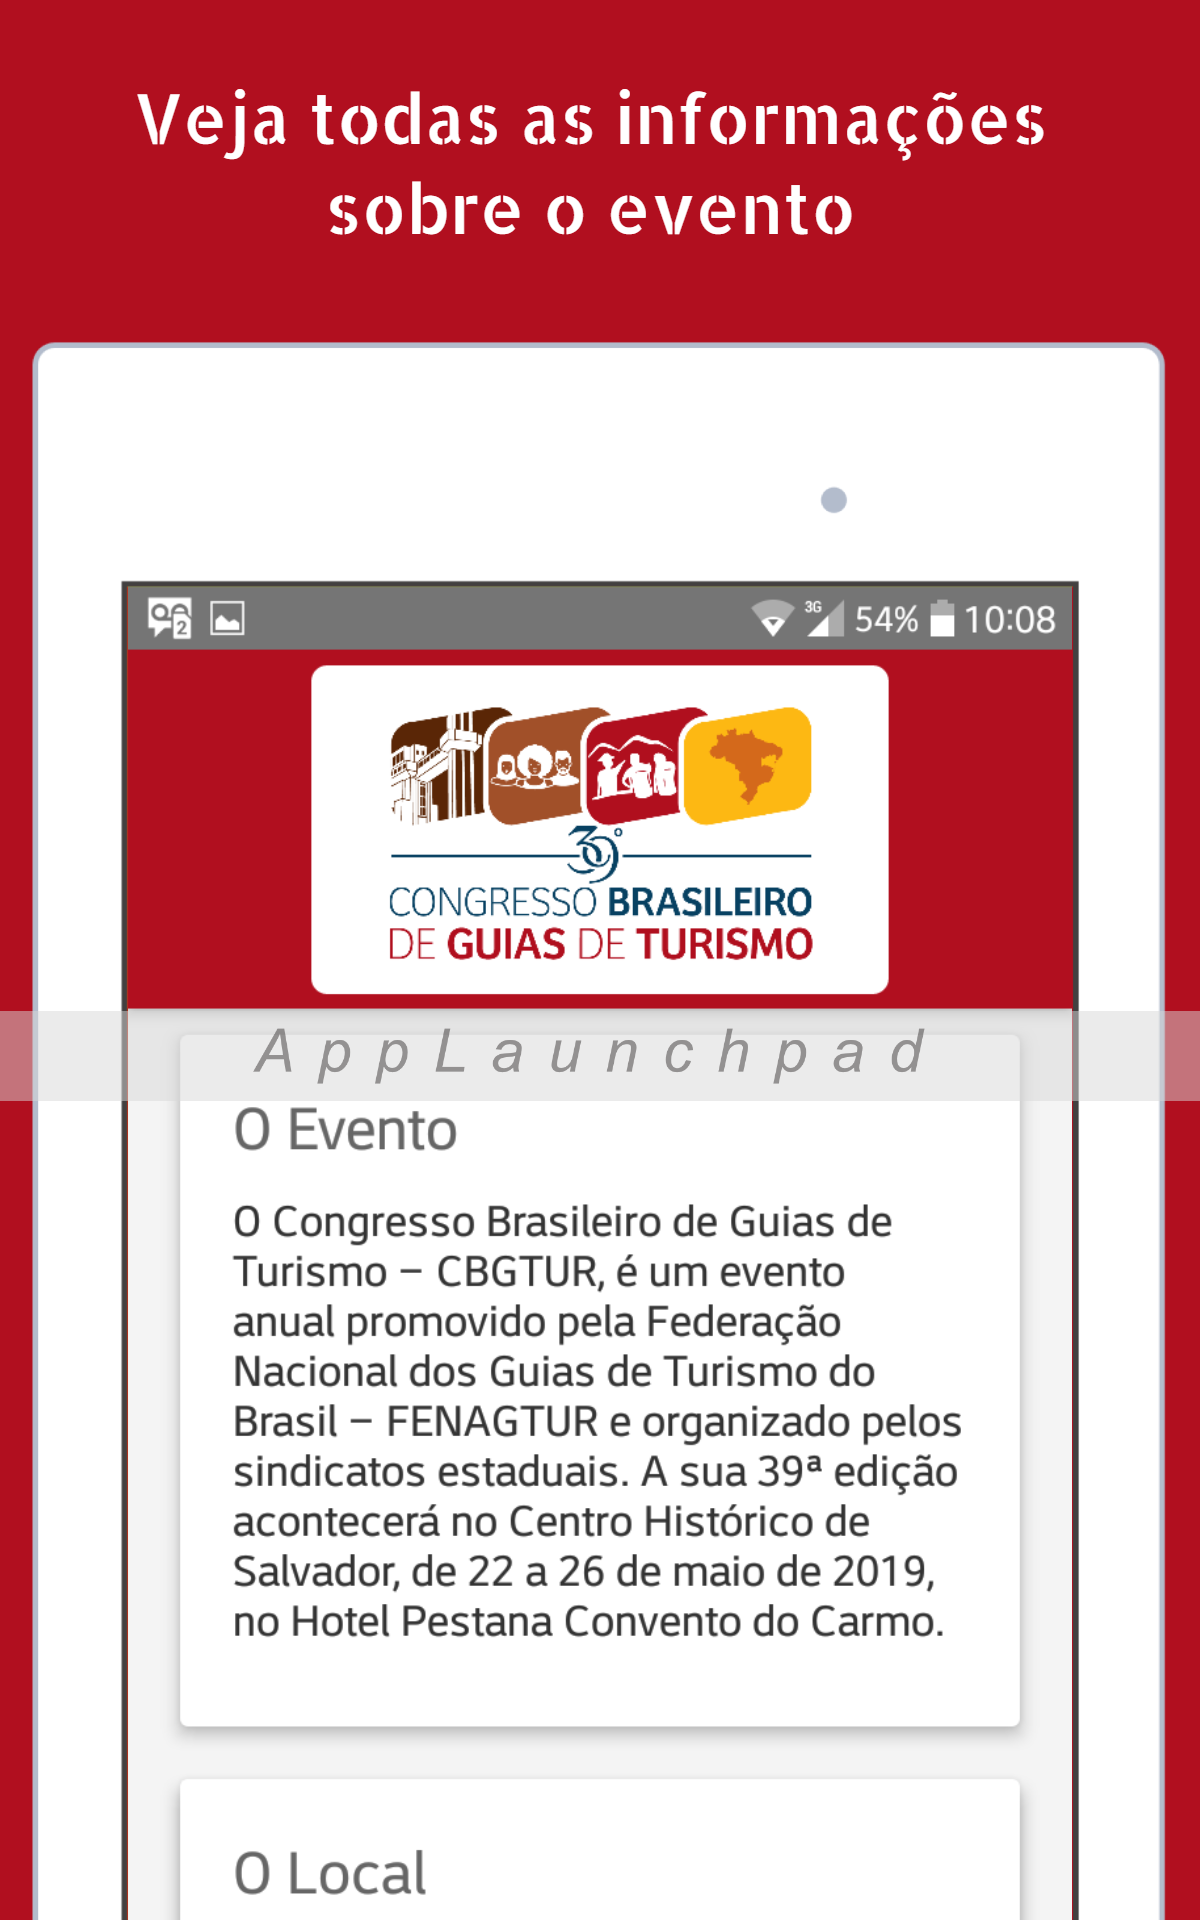 Veja todas as informações
sobre o evento
2
3G 54% 10:08
39º
CONGRESSO BRASILEIRO
DE GUIAS DE TURISMO
AppLaunchpad
O Evento
O Congresso Brasileiro de Guias de
Turismo – CBGTUR, é um evento
anual promovido pela Federação
Nacional dos Guias de Turismo do
Brasil – FENAGTUR e organizado pelos
sindicatos estaduais. A sua 39ª edição
acontecerá no Centro Histórico de
Salvador, de 22 a 26 de maio de 2019,
no Hotel Pestana Convento do Carmo.
O Local